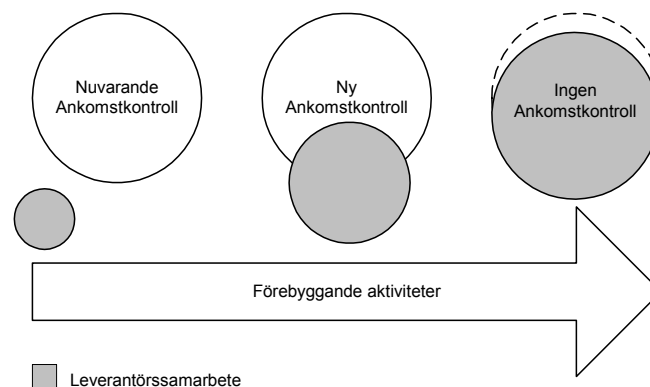 Nuvarande
Ankomstkontroll
Ny
Ankomstkontroll
Ingen
Ankomstkontroll
Förebyggande aktiviteter
Leverantörssamarbete